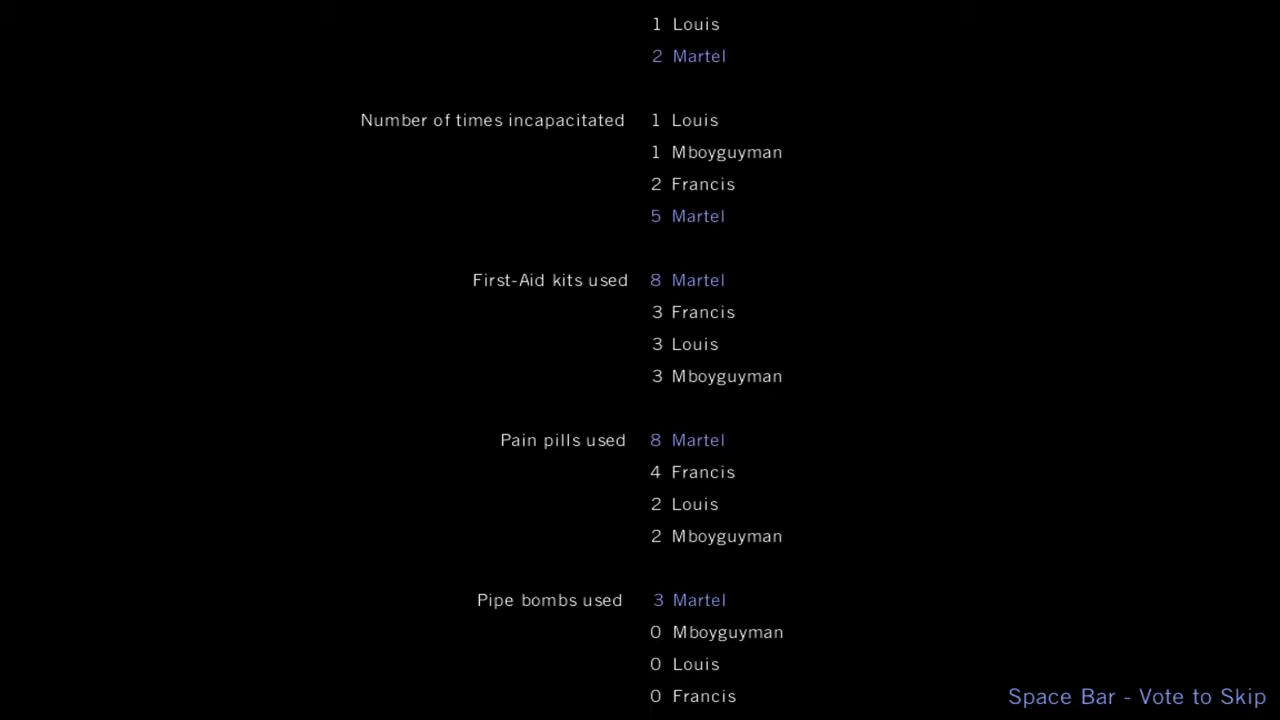 1 Louis
2 Martel
Number of times incapacitated 1 Louis
1 Mboyguyman
2 Francis
5 Martel
First-Aid kits used 8 Martel
3 Francis
3 Louis
3 Mboyguyman
Pain pills used 8 Martel
4 Francis
2 Louis
2 Mboyguyman
Pipe bombs used 3 Martel
0 Mboyguyman
0 Louis
0 Francis
Space Bar - Vote to Skip